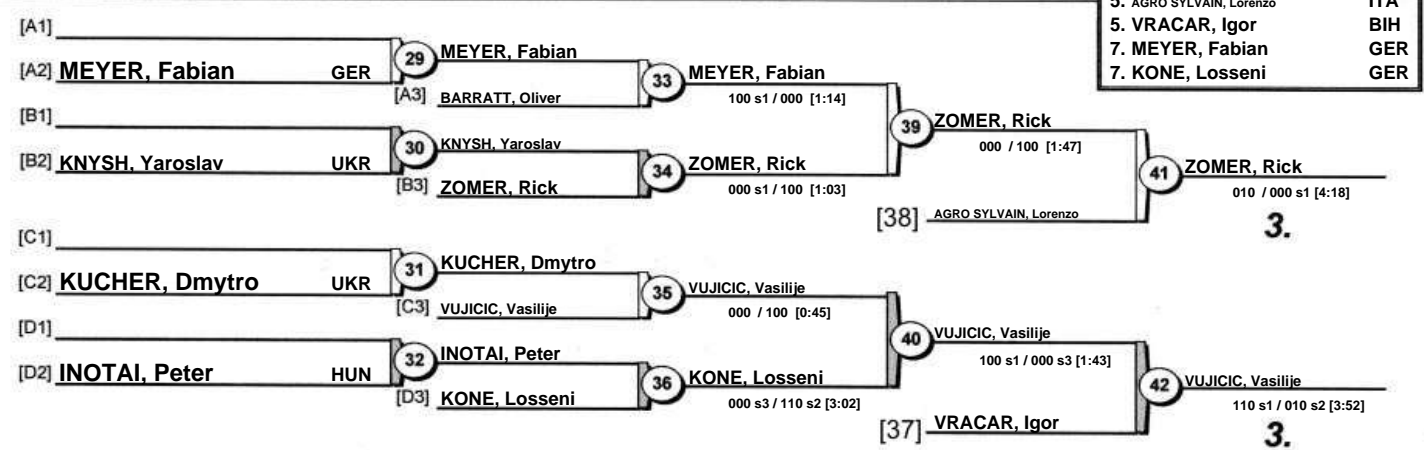 5. AGRO SYLVAIN, Lorenzo ITA
5. VRACAR, Igor BIH
7. MEYER, Fabian GER
7. KONE, Losseni GER
[A1]
[A2] MEYER, Fabian GER
29
MEYER, Fabian
[A3] BARRATT, Oliver
33
MEYER, Fabian
100 s1 / 000 [1:14]
[B1]
[B2] KNYSH, Yaroslav UKR
30
KNYSH, Yaroslav
[B3] ZOMER, Rick
34
ZOMER, Rick
000 s1 / 100 [1:03]
39
ZOMER, Rick
000 / 100 [1:47]
[38] AGRO SYLVAIN, Lorenzo
41
ZOMER, Rick
010 / 000 s1 [4:18]
3.
[C1]
[C2] KUCHER, Dmytro UKR
31
KUCHER, Dmytro
[C3] VUJICIC, Vasilije
35
VUJICIC, Vasilije
000 / 100 [0:45]
[D1]
[D2] INOTAI, Peter HUN
32
INOTAI, Peter
[D3] KONE, Losseni
36
KONE, Losseni
000 s3 / 110 s2 [3:02]
40
VUJICIC, Vasilije
100 s1 / 000 s3 [1:43]
[37] VRACAR, Igor
42
VUJICIC, Vasilije
110 s1 / 010 s2 [3:52]
3.